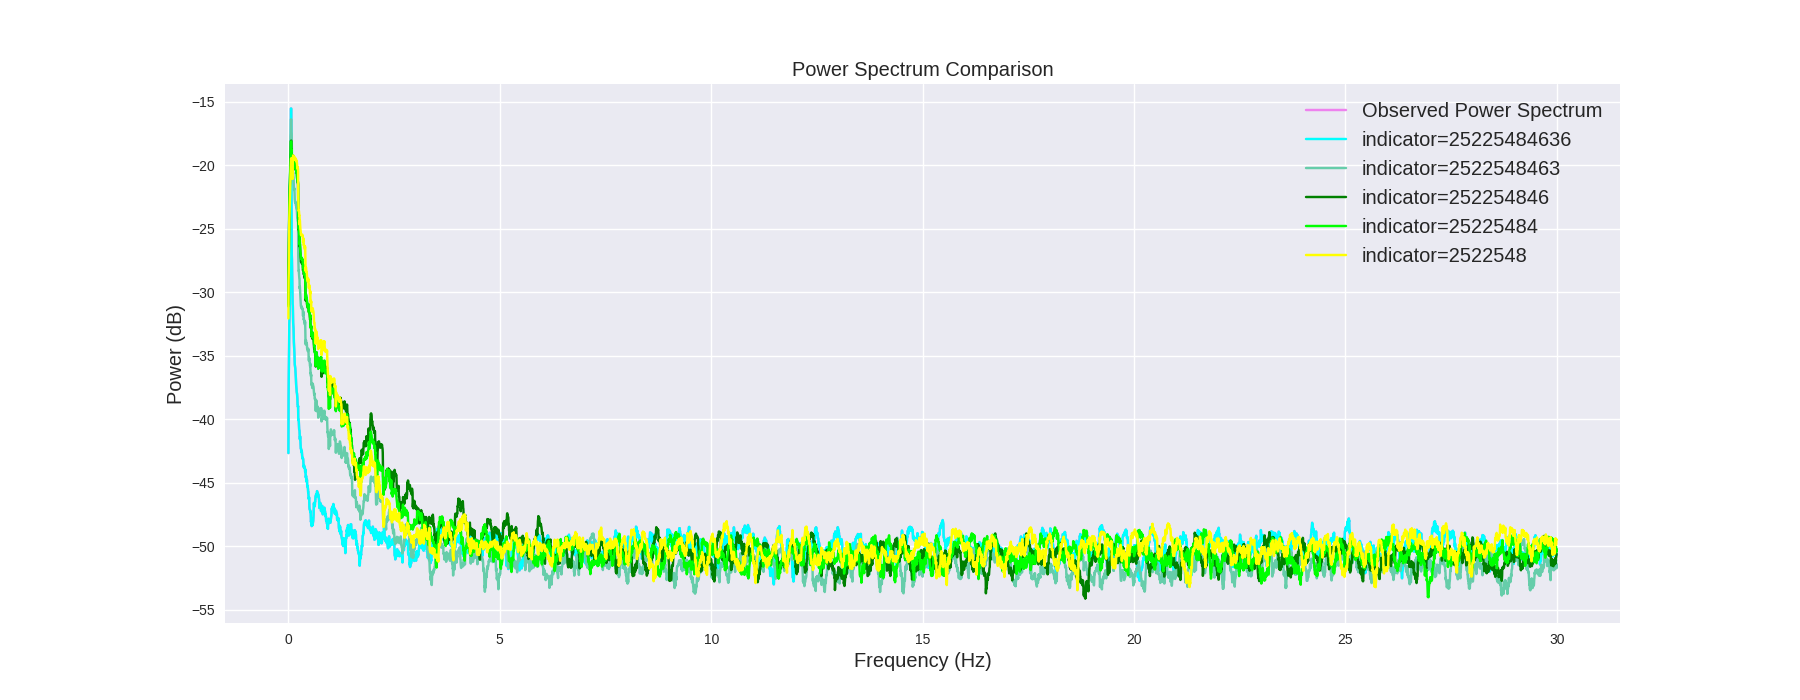 Power Spectrum Comparison
Power (dB)
−15
−20
−25
−30
−35
−40
−45
−50
−55
Observed Power Spectrum
indicator=25225484636
indicator=2522548463
indicator=252254846
indicator=25225484
indicator=2522548
0 5 10 15 20 25 30
Frequency (Hz)